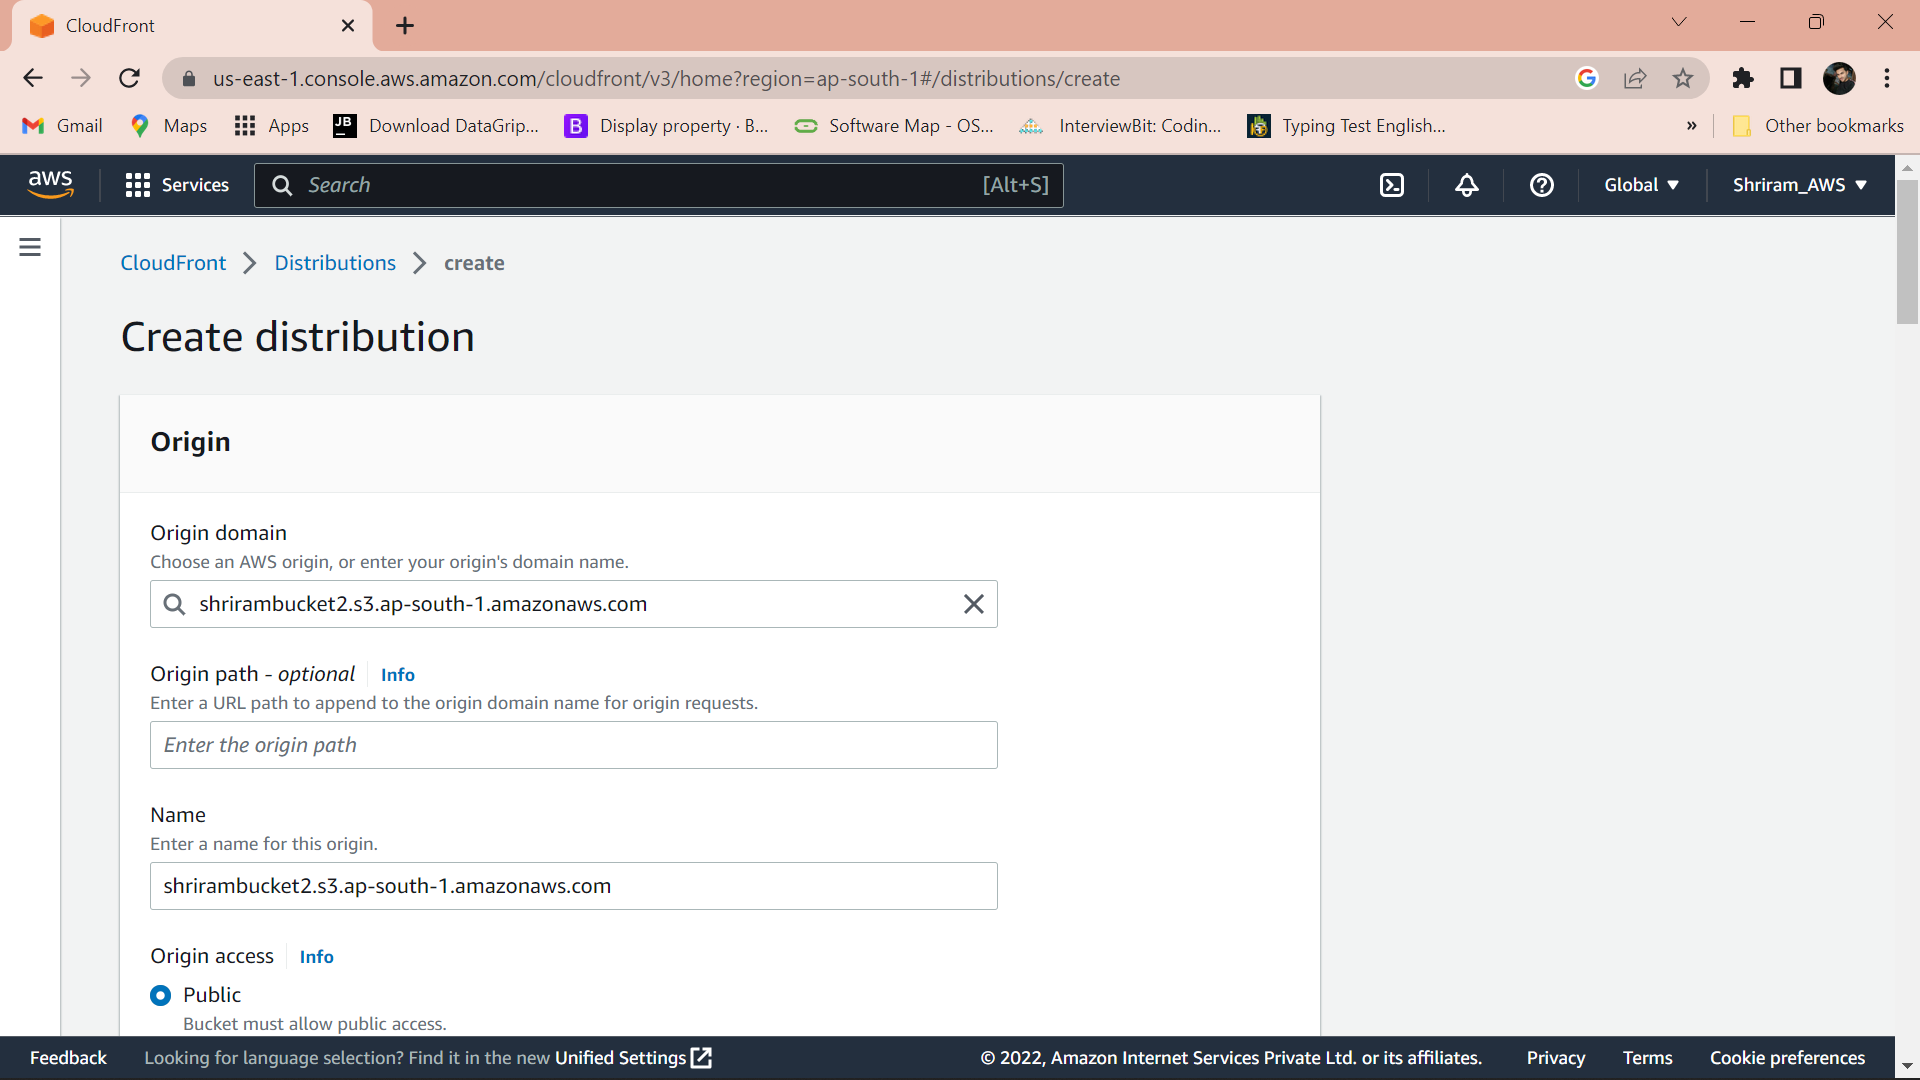 CloudFront
us-east-1.console.aws.amazon.com/cloudfront/v3/home?region=ap-south-1#/distributions/create
Gmail Maps Apps Download DataGrip... Display property · B... Software Map - OS... InterviewBit: Codin... Typing Test English... » Other bookmarks
aws Services Search [Alt+S] Global Shriram_AWS
CloudFront Distributions create
Create distribution
Origin
Origin domain
Choose an AWS origin, or enter your origin's domain name.
shrirambucket2.s3.ap-south-1.amazonaws.com
Origin path - optional Info
Enter a URL path to append to the origin domain name for origin requests.
Enter the origin path
Name
Enter a name for this origin.
shrirambucket2.s3.ap-south-1.amazonaws.com
Origin access Info
Public
Bucket must allow public access.
Feedback Looking for language selection? Find it in the new Unified Settings © 2022, Amazon Internet Services Private Ltd. or its affiliates. Privacy Terms Cookie preferences